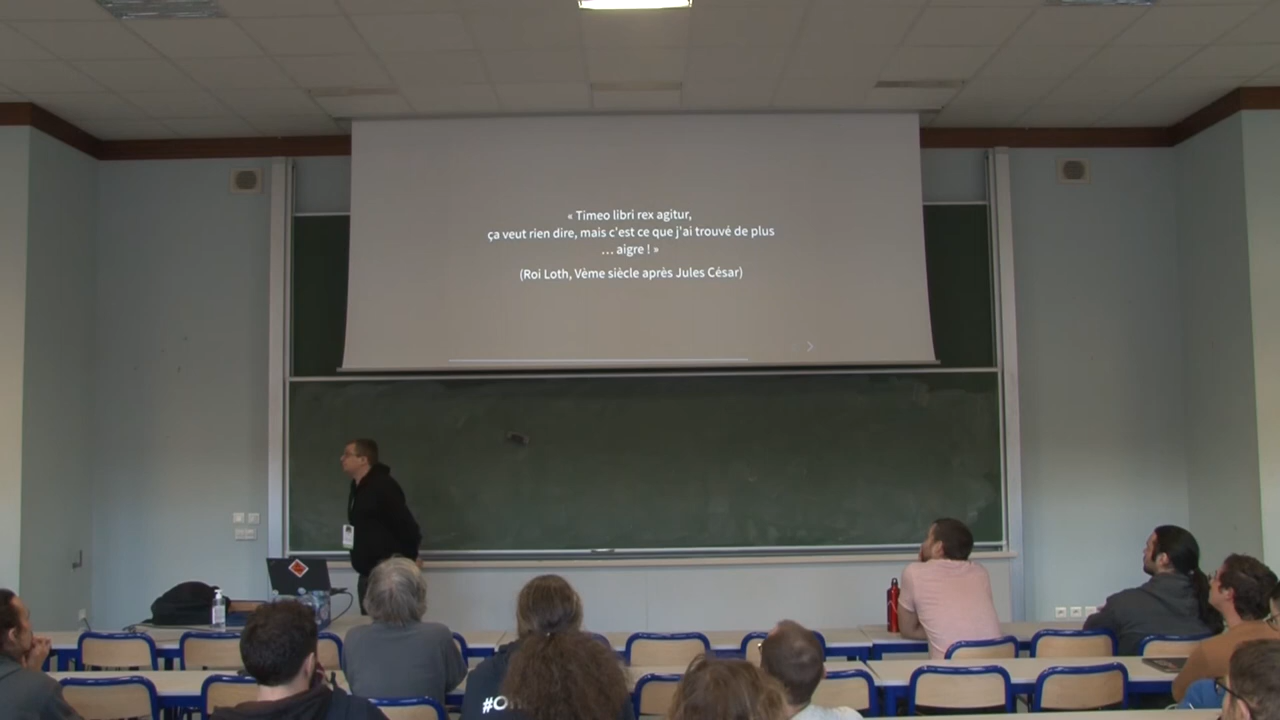 « Timeo libri rex agitur,
ça veut rien dire, mais c'est ce que j'ai trouvé de plus
… aigre ! »
(Roi Loth, Vème siècle après Jules César)